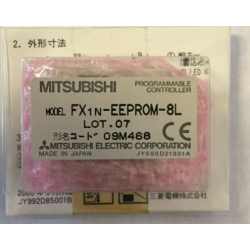 2. 外形寸法
MITSUBISHI
PROGRAMMABLE
CONTROLLER
MODEL FX1N-EEPROM-8L
LOT.07
形名コード 09M468
MITSUBISHI ELECTRIC CORPORATION
MADE IN JAPAN JY550D21301A
JY992D85001B
三菱電機株式会社